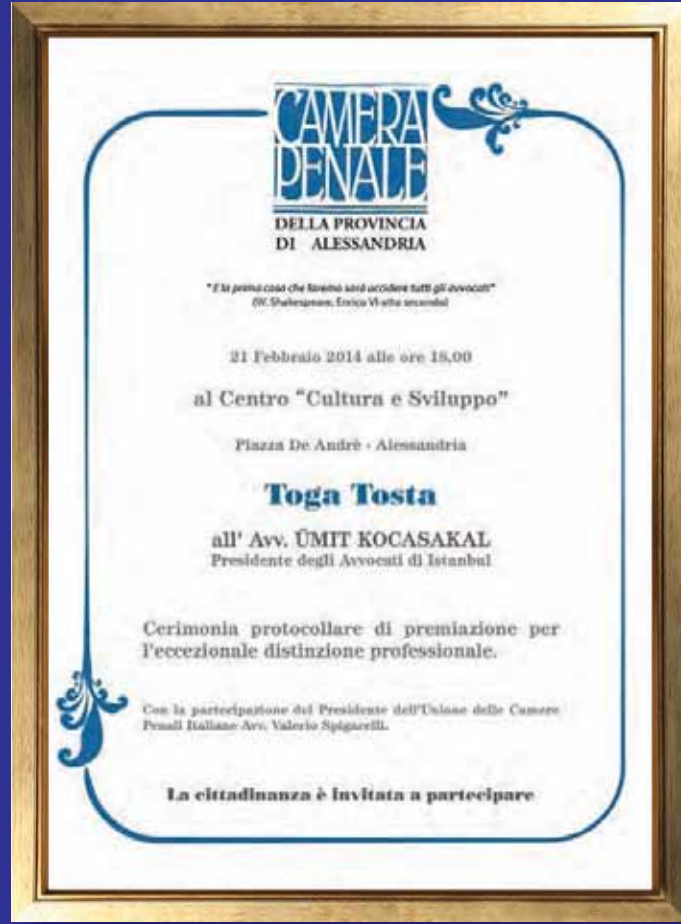 CAMERA
PENALE
DELLA PROVINCIA
DI ALESSANDRIA
"E la prima cosa che faremo sarà uccidere tutti gli avvocati"
(W. Shakespeare, Enrico VI atto secondo)
21 Febbraio 2014 alle ore 18,00
al Centro "Cultura e Sviluppo"
Piazza De Andrè - Alessandria
Toga Tosta
all' Avv. ÜMIT KOCASAKAL
Presidente degli Avvocati di Istanbul
Cerimonia protocollare di premiazione per
l'eccezionale distinzione professionale.
Con la partecipazione del Presidente dell'Unione delle Camere
Penali Italiane Avv. Valerio Spigarelli.
La cittadinanza è invitata a partecipare